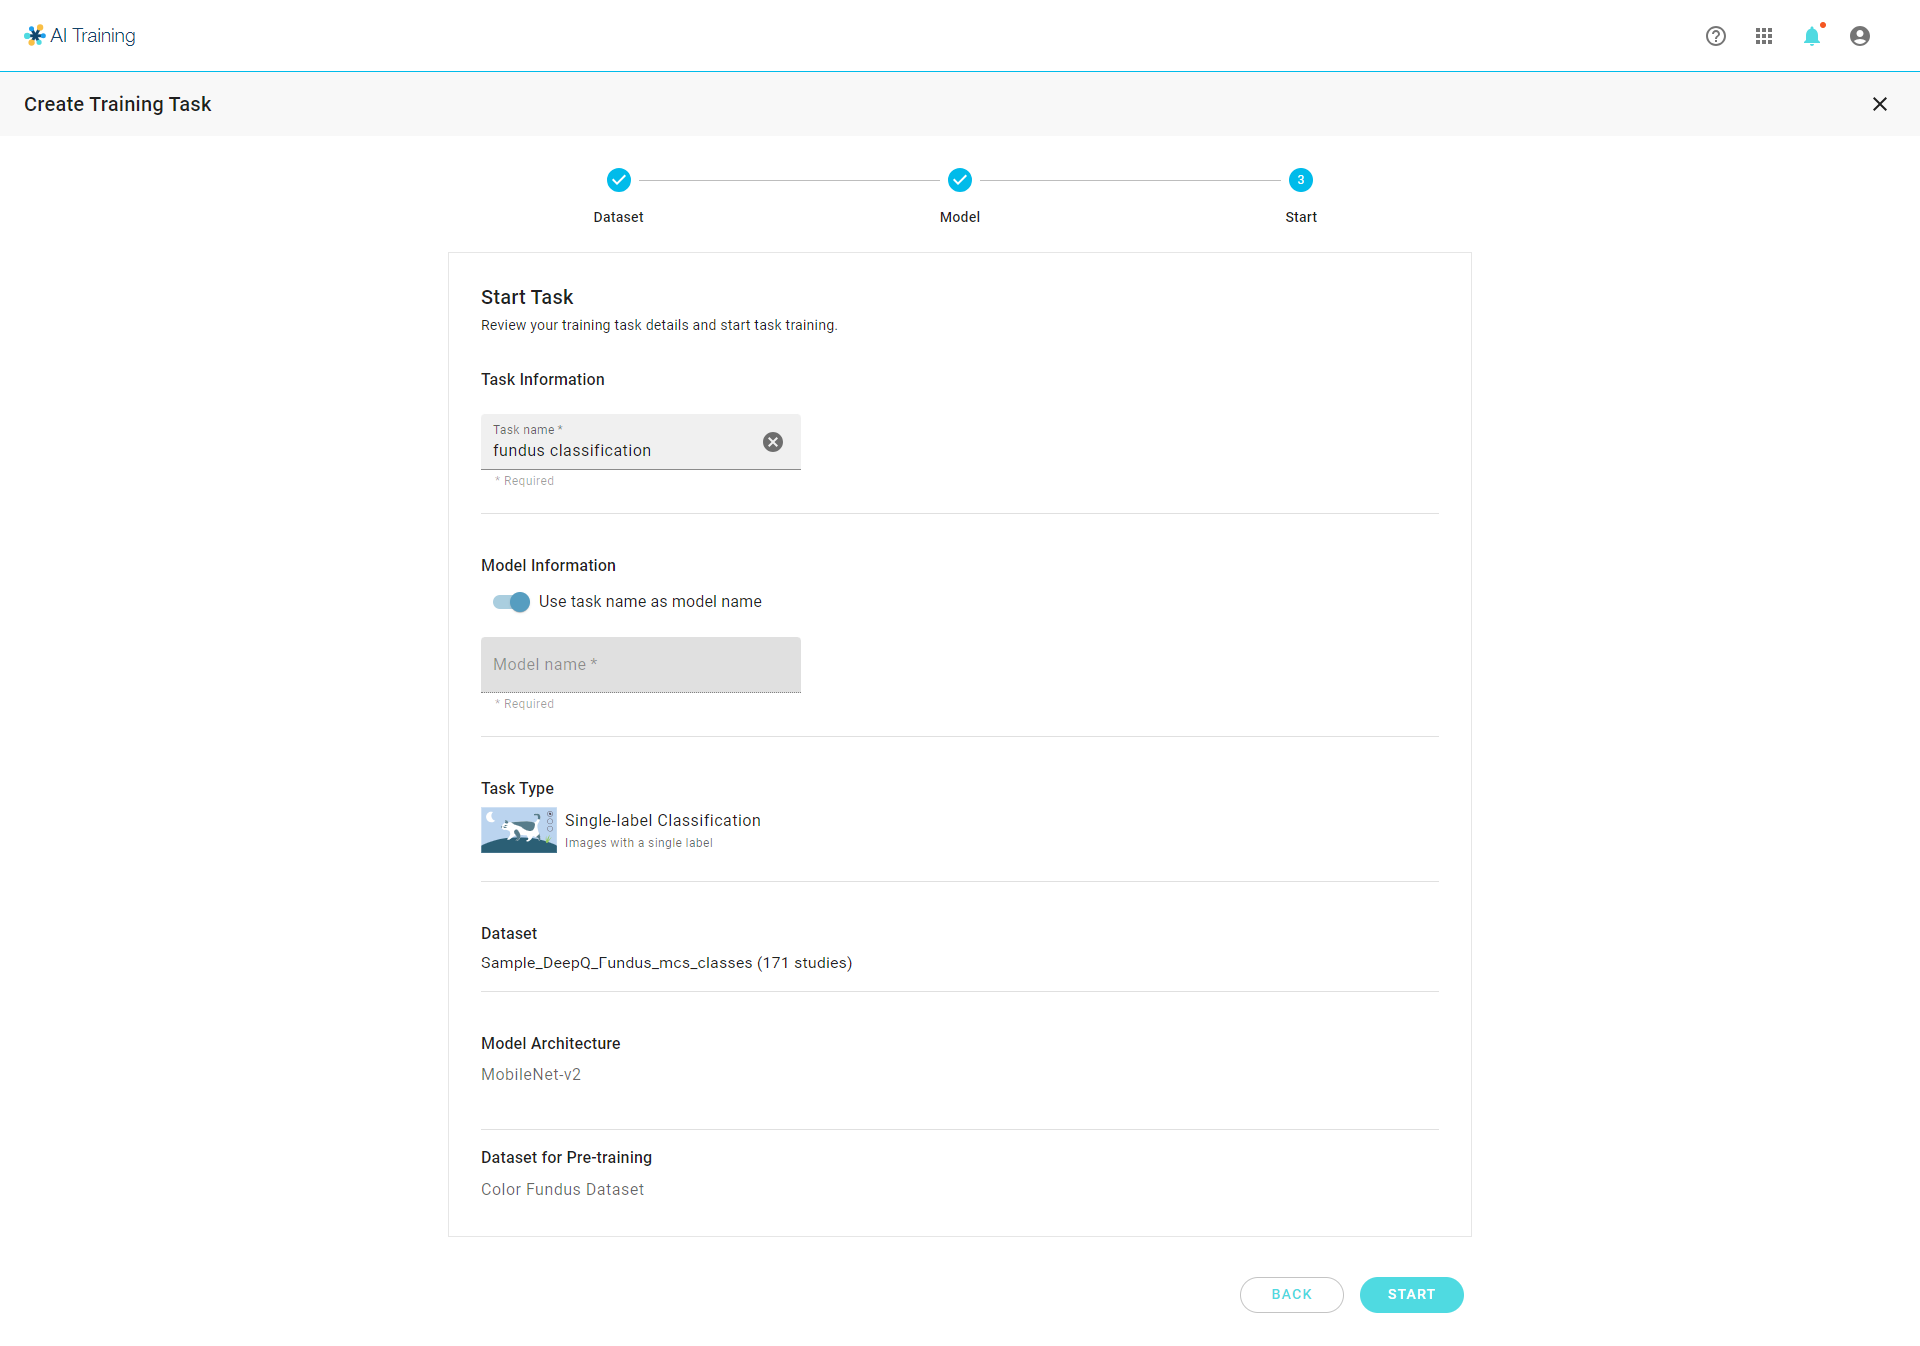 AI Training
Create Training Task
3
Dataset
Model
Start
Start Task
Review your training task details and start task training.
Task Information
Task name *
fundus classification
* Required
Model Information
Use task name as model name
Model name *
* Required
Task Type
Single-label Classification
Images with a single label
Dataset
Sample_DeepQ_Fundus_mcs_classes (171 studies)
Model Architecture
MobileNet-v2
Dataset for Pre-training
Color Fundus Dataset
BACK
START